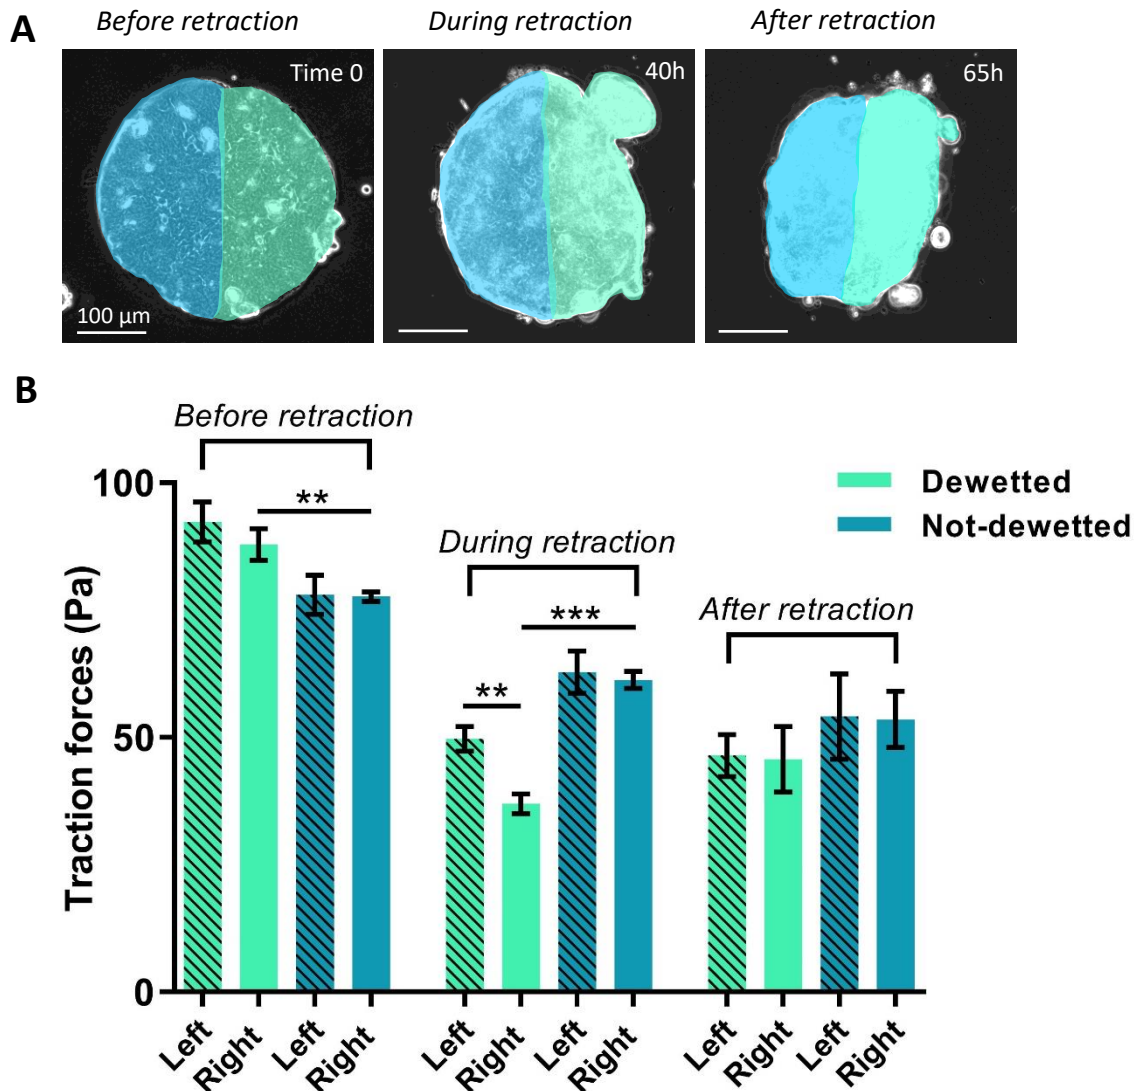 A
Before retraction
During retraction
After retraction
Time 0
40h
65h
100 µm
B
Before retraction
During retraction
After retraction
**
**
***
Dewetted
Not-dewetted
Traction forces (Pa)
100
50
0
Left
Right
Left
Right
Left
Right
Left
Right
Left
Right
Left
Right